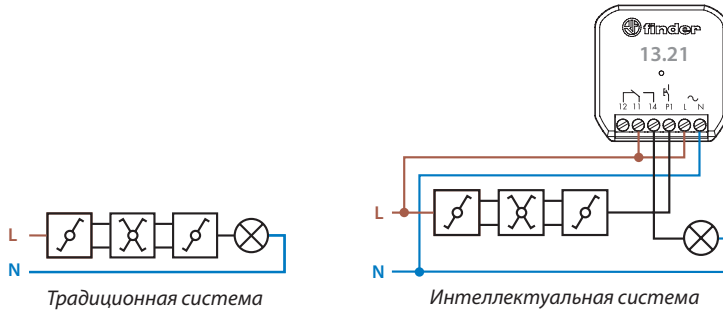 finder
13.21
12 11 14 P1 L N
L
N
Традиционная система
L
N
Интеллектуальная система